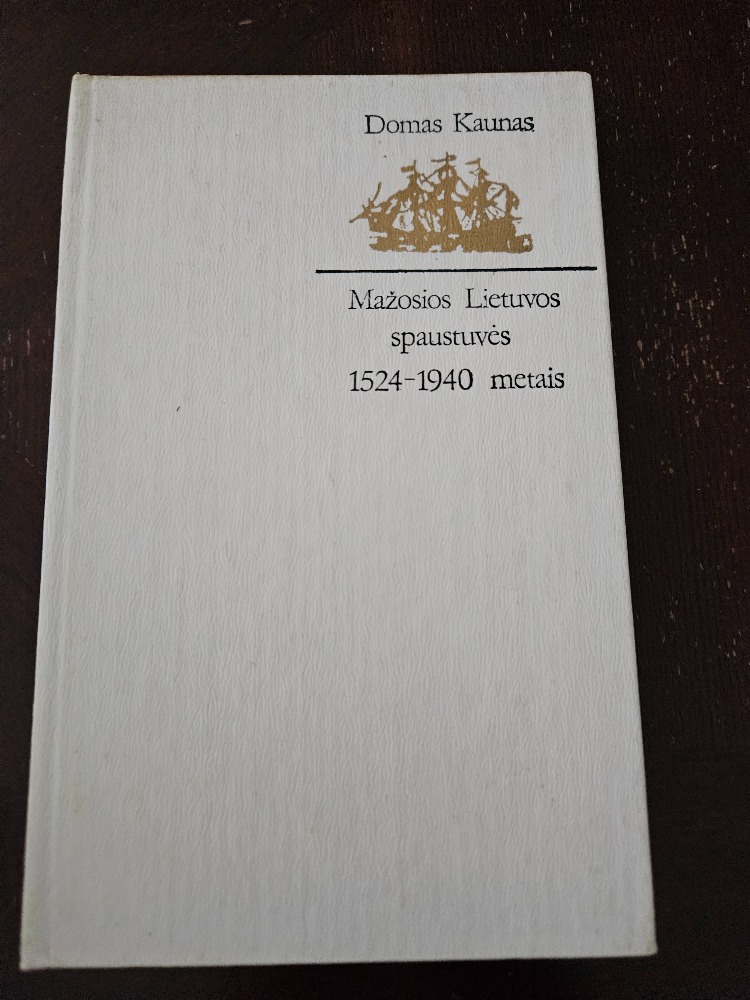 Domas Kaunas
Mažosios Lietuvos
spaustuvės
1524-1940 metais